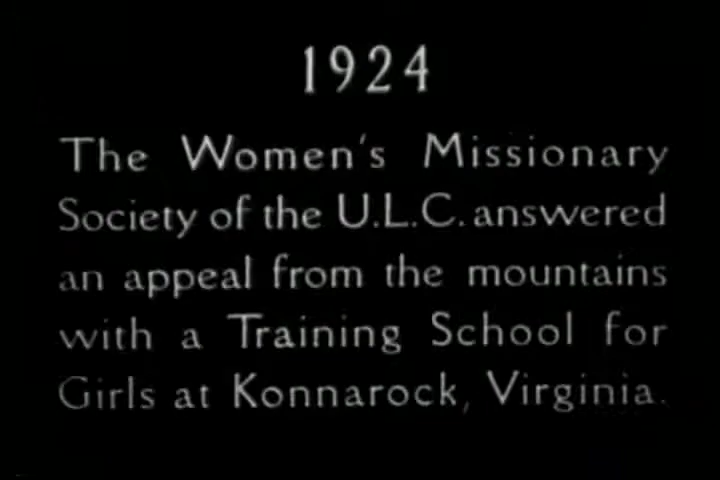 1924
The Women's Missionary
Society of the U.L.C. answered
an appeal from the mountains
with a Training School for
Girls at Konnarock, Virginia.